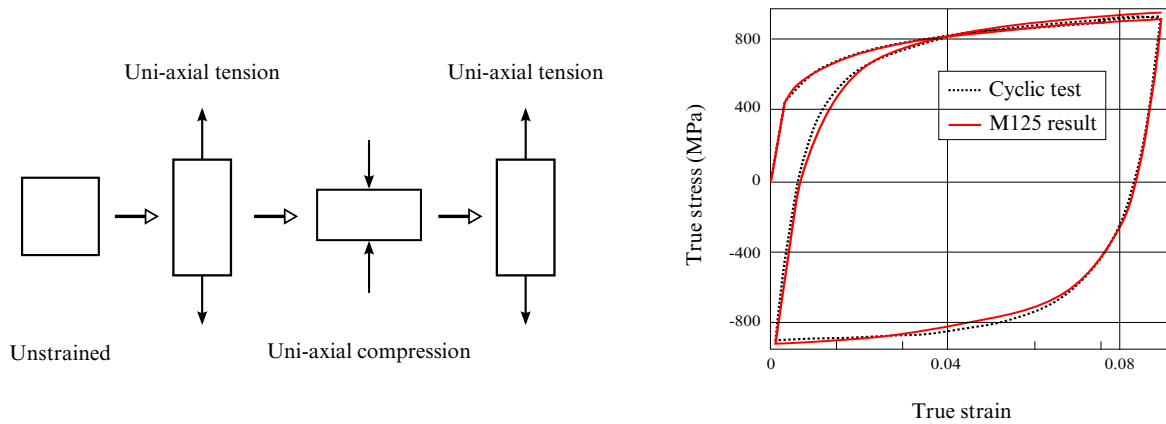 Uni-axial tension
Uni-axial tension
Unstrained
Uni-axial compression
800
400
0
-400
-800
True stress (MPa)
Cyclic test
M125 result
0
0.04
0.08
True strain